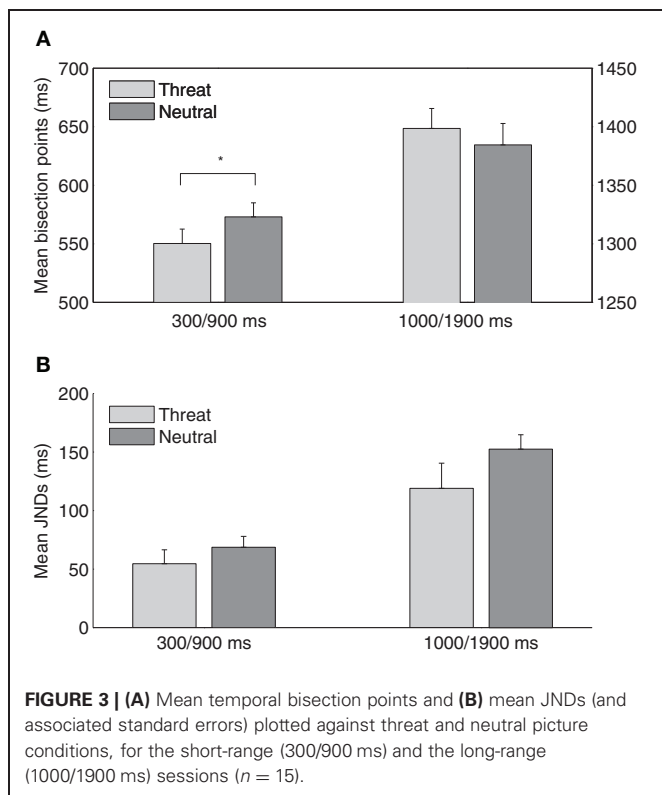 A
Mean bisection points (ms)
700
650
600
550
500
1450
1400
1350
1300
1250
Threat
Neutral
*
300/900 ms
1000/1900 ms
B
Mean JNDs (ms)
200
150
100
50
0
Threat
Neutral
300/900 ms
1000/1900 ms
FIGURE 3 | (A) Mean temporal bisection points and (B) mean JNDs (and
associated standard errors) plotted against threat and neutral picture
conditions, for the short-range (300/900 ms) and the long-range
(1000/1900 ms) sessions (n = 15).